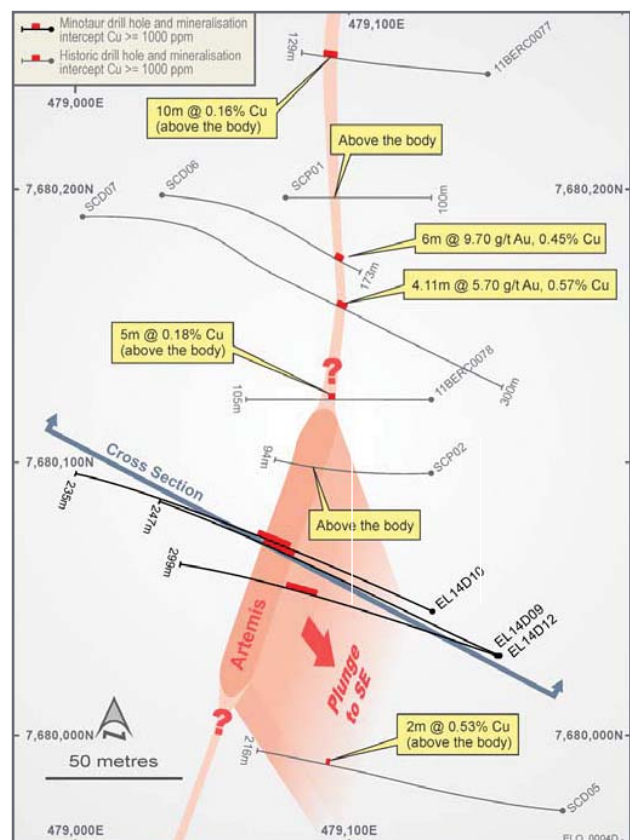 Minotaur drill hole and mineralisation
intercept Cu >= 1000 ppm
Historic drill hole and mineralisation
intercept Cu >= 1000 ppm
479,100E
479,000E
129m
11BERC0077
10m @ 0.16% Cu
(above the body)
Above the body
SCD06
SCP01
SCD07
7,680,200N
7,680,200N
100m
6m @ 9.70 g/t Au, 0.45% Cu
173m
4.11m @ 5.70 g/t Au, 0.57% Cu
5m @ 0.18% Cu
(above the body)
?
11BERC0078
300m
105m
94m
SCP02
Cross Section
7,680,100N
7,680,100N
235m
247m
Above the body
299m
EL14D10
EL14D09
EL14D12
Artemis
Plunge
to SE
?
2m @ 0.53% Cu
(above the body)
7,680,000N
7,680,000N
216m
50 metres
SCD05
479,000E
479,100E
ELO_0004D